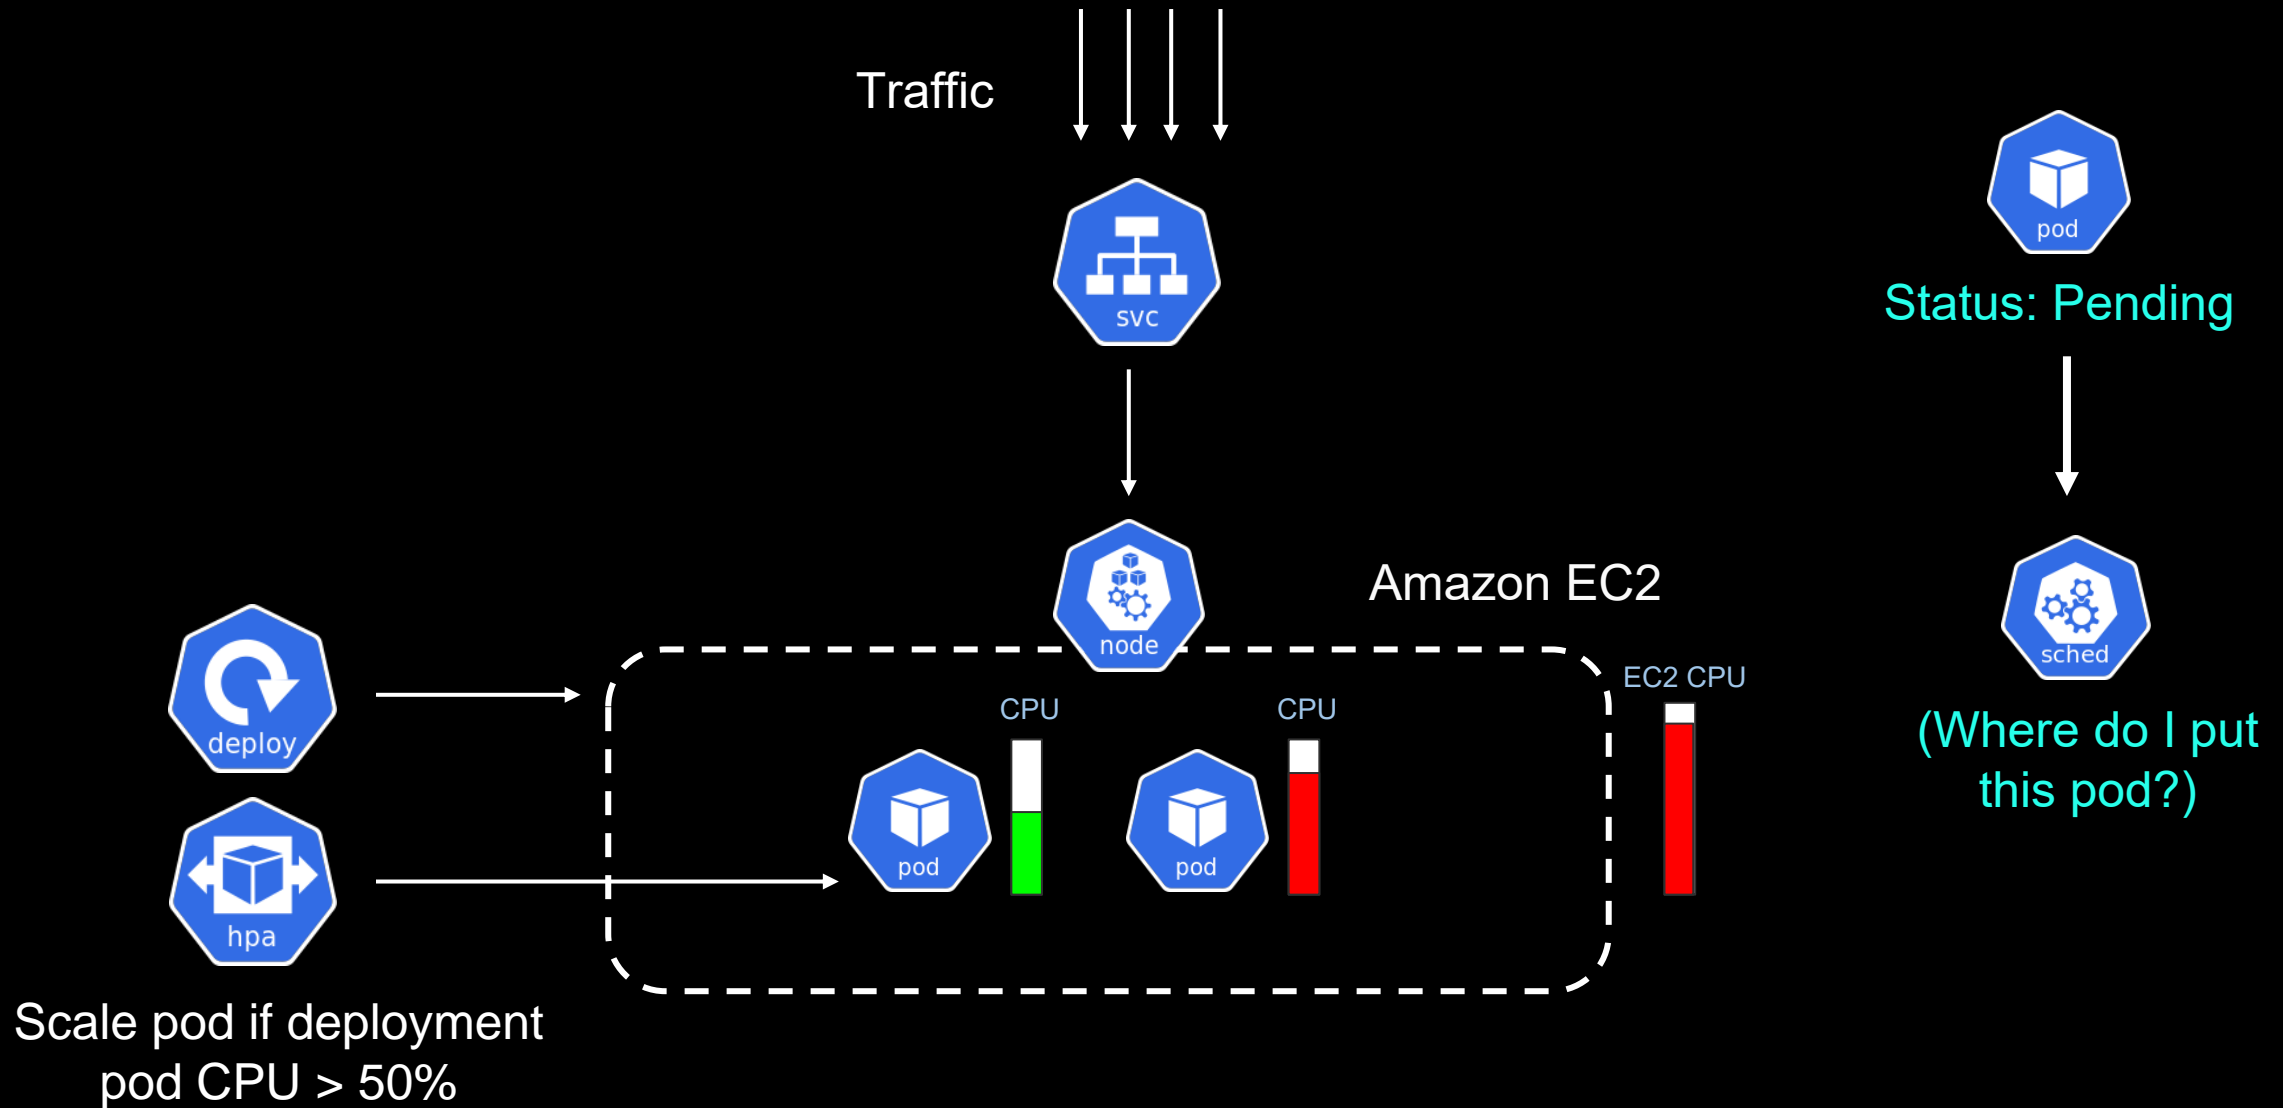 Traffic
pod
Status: Pending
svc
node
Amazon EC2
sched
EC2 CPU
(Where do I put
this pod?)
deploy
CPU
CPU
pod
pod
hpa
Scale pod if deployment
pod CPU > 50%